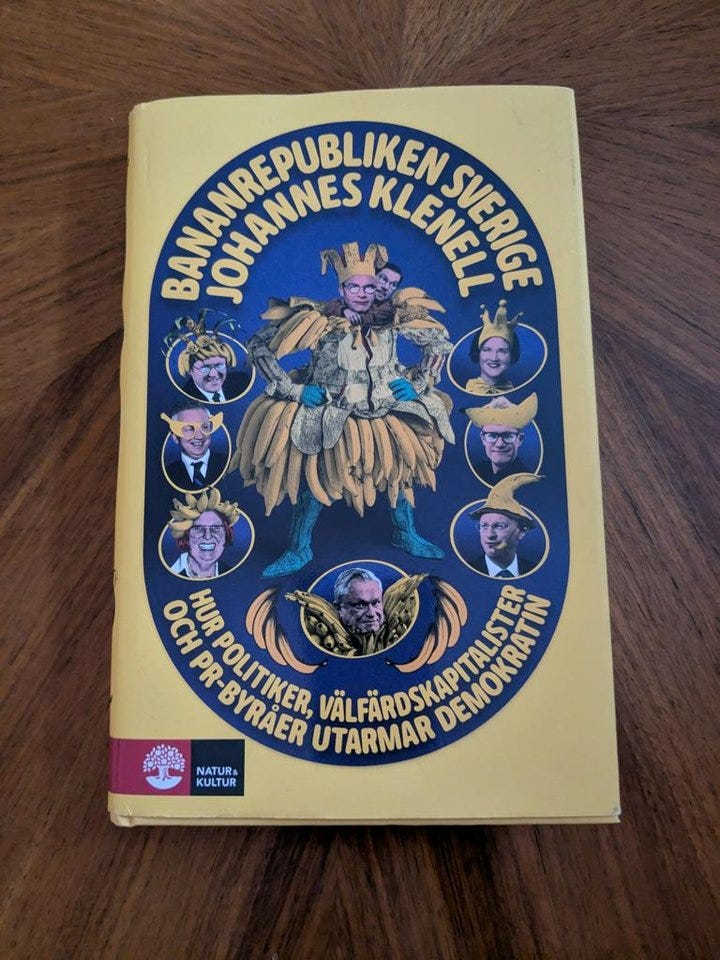 BANANREPUBLIKEN SVERIGE
JOHANNES KLENELL
HUR POLITIKER, VÄLFÄRDSKAPITALISTER
OCH PR-BYRÅER UTARMAR DEMOKRATIN
NATUR &
KULTUR